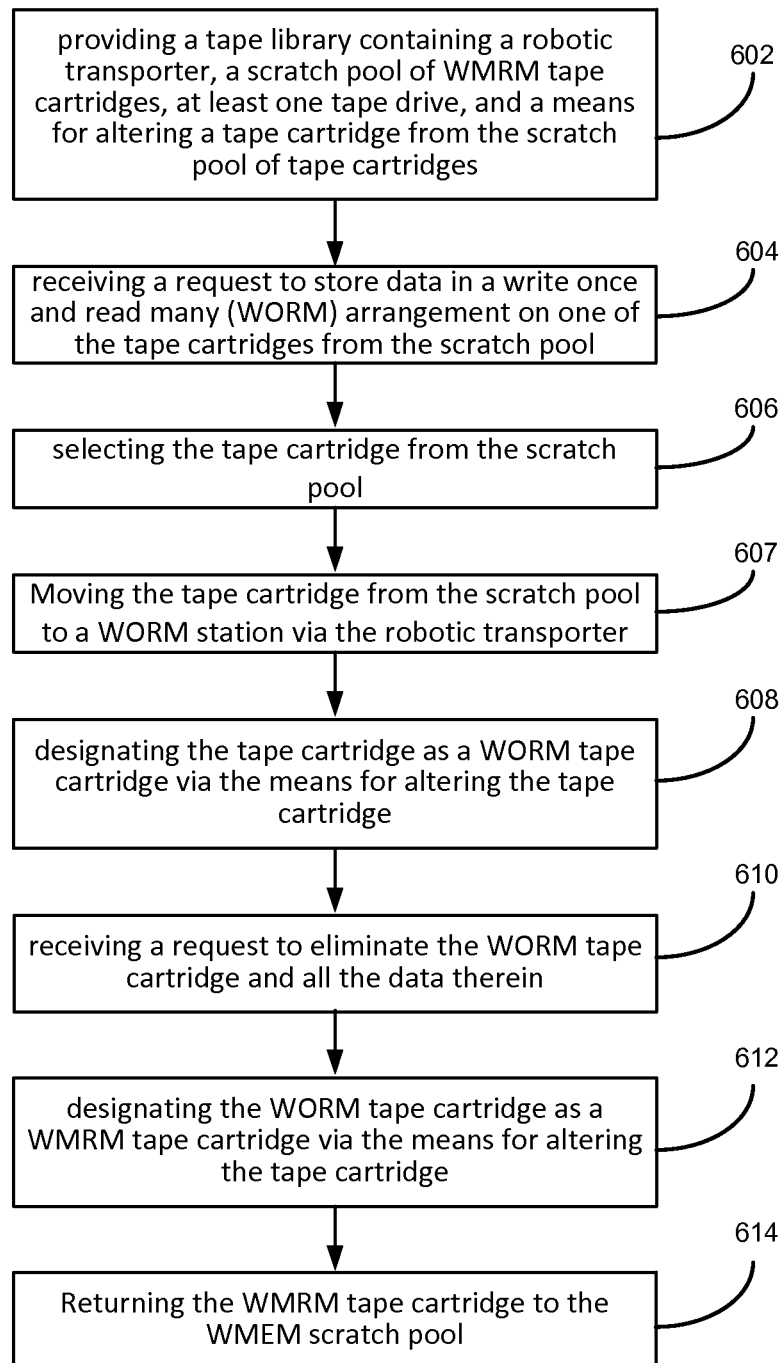 providing a tape library containing a robotic
transporter, a scratch pool of WMRM tape
cartridges, at least one tape drive, and a means
for altering a tape cartridge from the scratch
pool of tape cartridges
602
receiving a request to store data in a write once
and read many (WORM) arrangement on one of
the tape cartridges from the scratch pool
604
selecting the tape cartridge from the scratch
pool
606
Moving the tape cartridge from the scratch pool
to a WORM station via the robotic transporter
607
designating the tape cartridge as a WORM tape
cartridge via the means for altering the tape
cartridge
608
receiving a request to eliminate the WORM tape
cartridge and all the data therein
610
designating the WORM tape cartridge as a
WMRM tape cartridge via the means for altering
the tape cartridge
612
Returning the WMRM tape cartridge to the
WMEM scratch pool
614